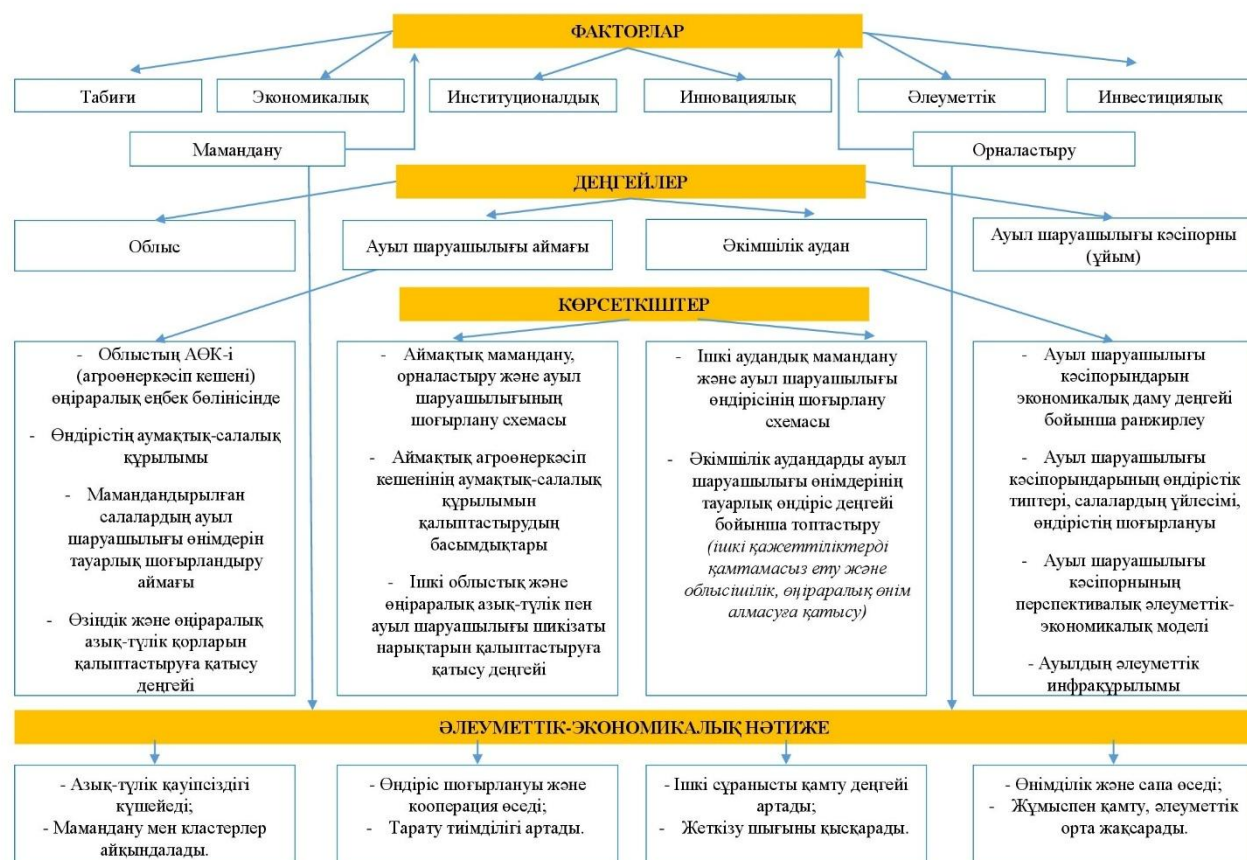 ФАКТОРЛАР
Табиғи
Экономикалық
Институционалдық
Инновациялық
Әлеуметтік
Инвестициялық
Мамандану
Орналастыру
ДЕҢГЕЙЛЕР
Облыс
Ауыл шаруашылығы аймағы
Әкімшілік аудан
Ауыл шаруашылығы кәсіпорны
(ұйым)
КӨРСЕТКІШТЕР
- Облыстың АӨК-і
(агроөнеркәсіп кешені)
өңіраралық еңбек бөлінісінде
- Өндірістің аумақтық-салалық
құрылымы
- Мамандандырылған
салалардың ауыл
шаруашылығы өнімдерін
тауарлық шоғырландыру
аймағы
- Өзіндік және өңіраралық
азық-түлік қорларын
қалыптастыруға қатысу
деңгейі
- Аймақтық мамандану,
орналастыру және ауыл
шаруашылығының
шоғырлану схемасы
- Аймақтық агроөнеркәсіп
кешенінің аумақтық-салалық
құрылымын
қалыптастырудың
басымдықтары
- Ішкі облыстық және
өңіраралық азық-түлік пен
ауыл шаруашылығы шикізаты
нарықтарын қалыптастыруға
қатысу деңгейі
- Ішкі аудандық мамандану
және ауыл шаруашылығы
өндірісінің шоғырлану
схемасы
- Әкімшілік аудандарды ауыл
шаруашылығы өнімдерінің
тауарлық өндіріс деңгейі
бойынша топтастыру
(ішкі қажеттіліктерді
қамтамасыз ету және
облысішілік, өңіраралық өнім
алмасуға қатысу)
- Ауыл шаруашылығы
кәсіпорындарын
экономикалық даму деңгейі
бойынша ранжирлеу
- Ауыл шаруашылығы
кәсіпорындарының өндірістік
типтері, салалардың үйлесімі,
өндірістің шоғырлануы
- Ауыл шаруашылығы
кәсіпорнының
перспективалық әлеуметтік-
экономикалық моделі
- Ауылдың әлеуметтік
инфрақұрылымы
ӘЛЕУМЕТТІК-ЭКОНОМИКАЛЫҚ НӘТИЖЕ
- Азық-түлік қауіпсіздігі
күшейеді;
- Мамандану мен кластерлер
айқындалады.
- Өндіріс шоғырлануы және
кооперация өседі;
- Тарату тиімділігі артады.
- Ішкі сұранысты қамту деңгейі
артады;
- Жеткізу шығыны қысқарады.
- Өнімділік және сапа өседі;
- Жұмыспен қамту, әлеуметтік
орта жақсарады.